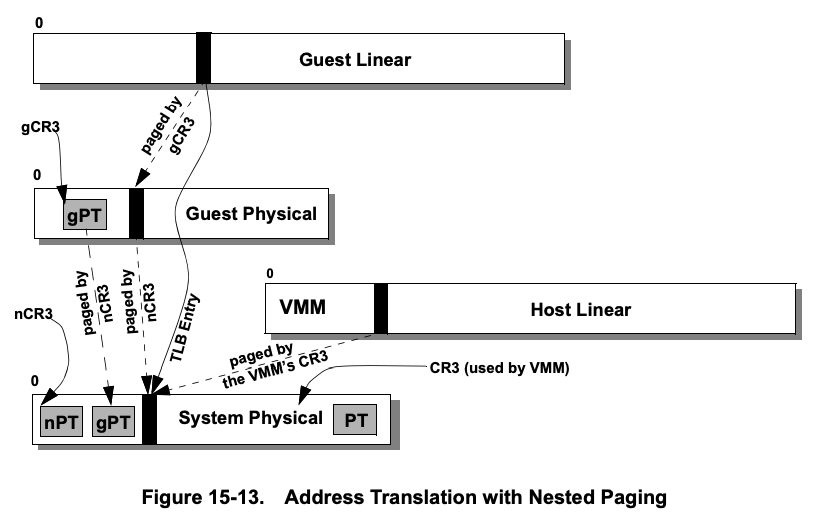 0
Guest Linear
paged by
gCR3
gCR3
0
gPT
Guest Physical
0
VMM
Host Linear
paged by
nCR3
paged by
nCR3
TLB Entry
nCR3
paged by
the VMM's CR3
CR3 (used by VMM)
0
nPT
gPT
System Physical
PT
Figure 15-13. Address Translation with Nested Paging